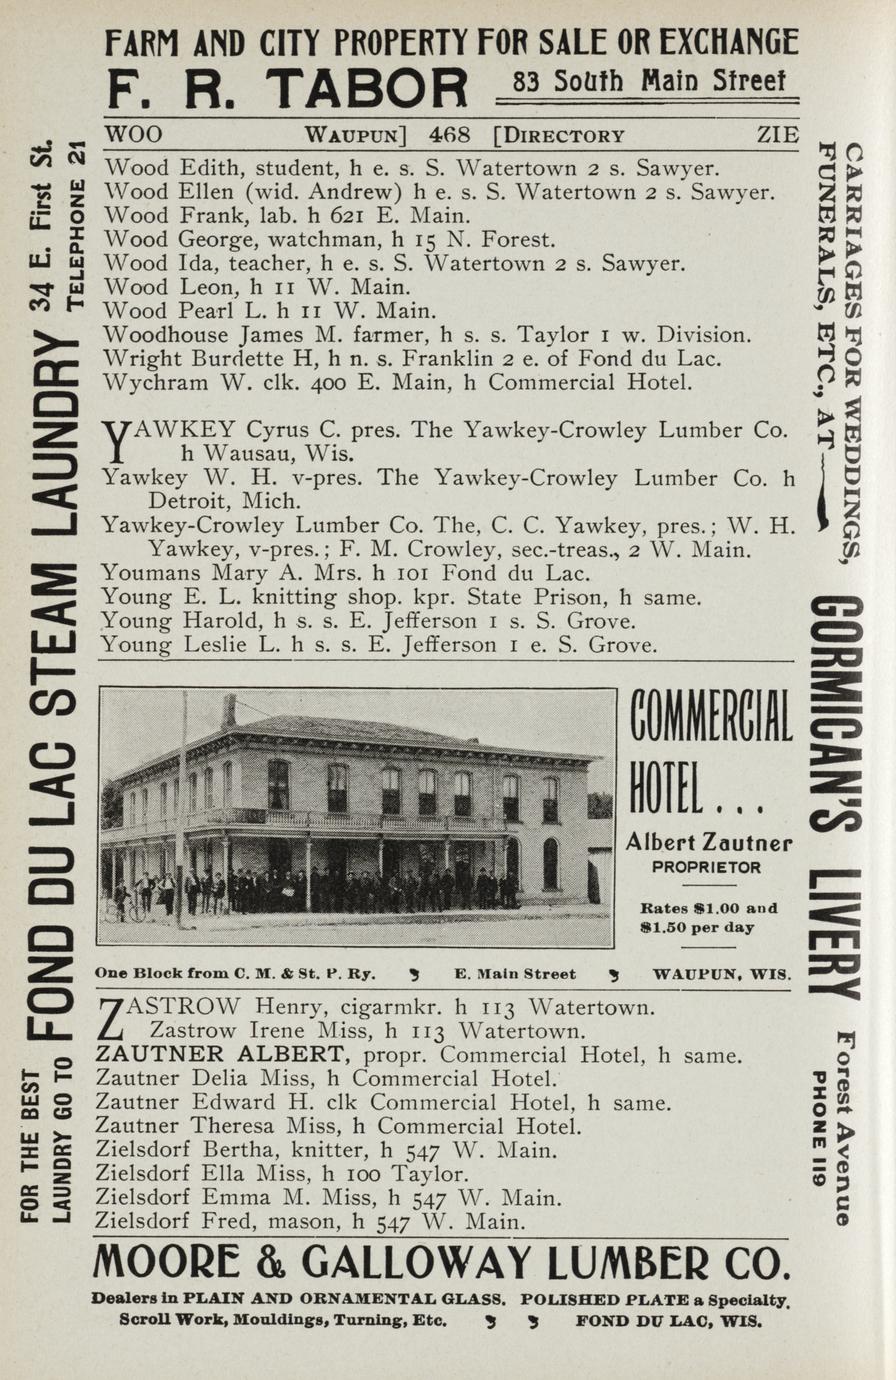 FARM AND CITY PROPERTY FOR SALE OR EXCHANGE
F. R. TABOR 83 South Main Street
WOO WAUPUN] 468 [DIRECTORY ZIE
Wood Edith, student, h e. s. S. Watertown 2 s. Sawyer.
Wood Ellen (wid. Andrew) h e. s. S. Watertown 2 s. Sawyer.
Wood Frank, lab. h 621 E. Main.
Wood George, watchman, h 15 N. Forest.
Wood Ida, teacher, h e. s. S. Watertown 2 s. Sawyer.
Wood Leon, h 11 W. Main.
Wood Pearl L. h 11 W. Main.
Woodhouse James M. farmer, h s. s. Taylor 1 w. Division.
Wright Burdette H, h n. s. Franklin 2 e. of Fond du Lac.
Wychram W. clk. 400 E. Main, h Commercial Hotel.
YAWKEY Cyrus C. pres. The Yawkey-Crowley Lumber Co.
h Wausau, Wis.
Yawkey W. H. v-pres. The Yawkey-Crowley Lumber Co. h
Detroit, Mich.
Yawkey-Crowley Lumber Co. The, C. C. Yawkey, pres.; W. H.
Yawkey, v-pres.; F. M. Crowley, sec.-treas., 2 W. Main.
Youmans Mary A. Mrs. h 101 Fond du Lac.
Young E. L. knitting shop. kpr. State Prison, h same.
Young Harold, h s. s. E. Jefferson 1 s. S. Grove.
Young Leslie L. h s. s. E. Jefferson 1 e. S. Grove.
COMMERCIAL
HOTEL . . .
Albert Zautner
PROPRIETOR
Rates $1.00 and
$1.50 per day
One Block from C. M. & St. P. Ry. E. Main Street WAUPUN, WIS.
ZASTROW Henry, cigarmkr. h 113 Watertown.
Zastrow Irene Miss, h 113 Watertown.
ZAUTNER ALBERT, propr. Commercial Hotel, h same.
Zautner Delia Miss, h Commercial Hotel.
Zautner Edward H. clk Commercial Hotel, h same.
Zautner Theresa Miss, h Commercial Hotel.
Zielsdorf Bertha, knitter, h 547 W. Main.
Zielsdorf Ella Miss, h 100 Taylor.
Zielsdorf Emma M. Miss, h 547 W. Main.
Zielsdorf Fred, mason, h 547 W. Main.
MOORE & GALLOWAY LUMBER CO.
Dealers in PLAIN AND ORNAMENTAL GLASS. POLISHED PLATE a Specialty.
Scroll Work, Mouldings, Turning, Etc. FOND DU LAC, WIS.
FOR THE BEST
LAUNDRY GO TO
FOND DU LAC STEAM LAUNDRY
34 E. First St.
TELEPHONE 21
CARRIAGES FOR WEDDINGS,
FUNERALS, ETC., AT
GORMICAN'S LIVERY
Forest Avenue
PHONE 119